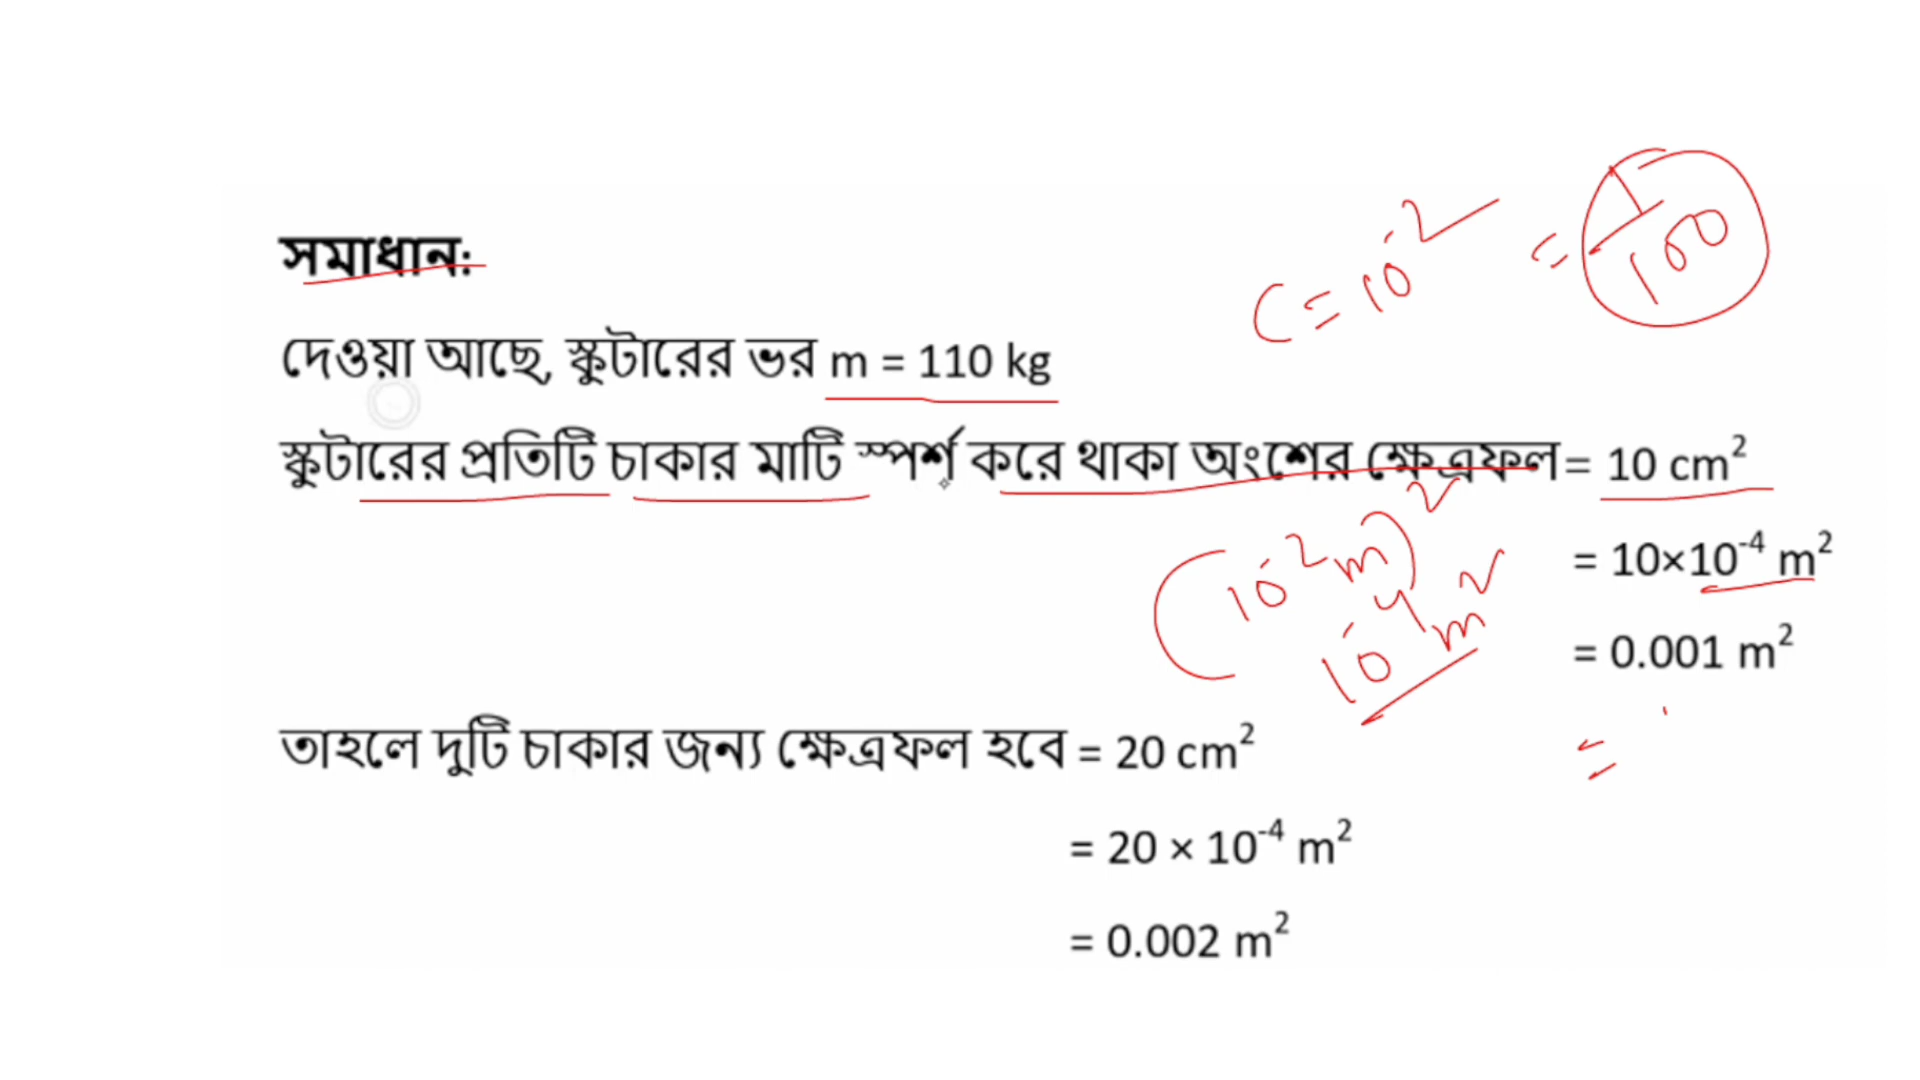 সমাধান:
C = 10⁻² = 1/100
দেওয়া আছে, স্কুটারের ভর m = 110 kg
স্কুটারের প্রতিটি চাকার মাটি স্পর্শ করে থাকা অংশের ক্ষেত্রফল = 10 cm²
(10⁻² m)²
= 10×10⁻⁴ m²
10⁻⁴ m²
= 0.001 m²
=
তাহলে দুটি চাকার জন্য ক্ষেত্রফল হবে = 20 cm²
= 20 × 10⁻⁴ m²
= 0.002 m²